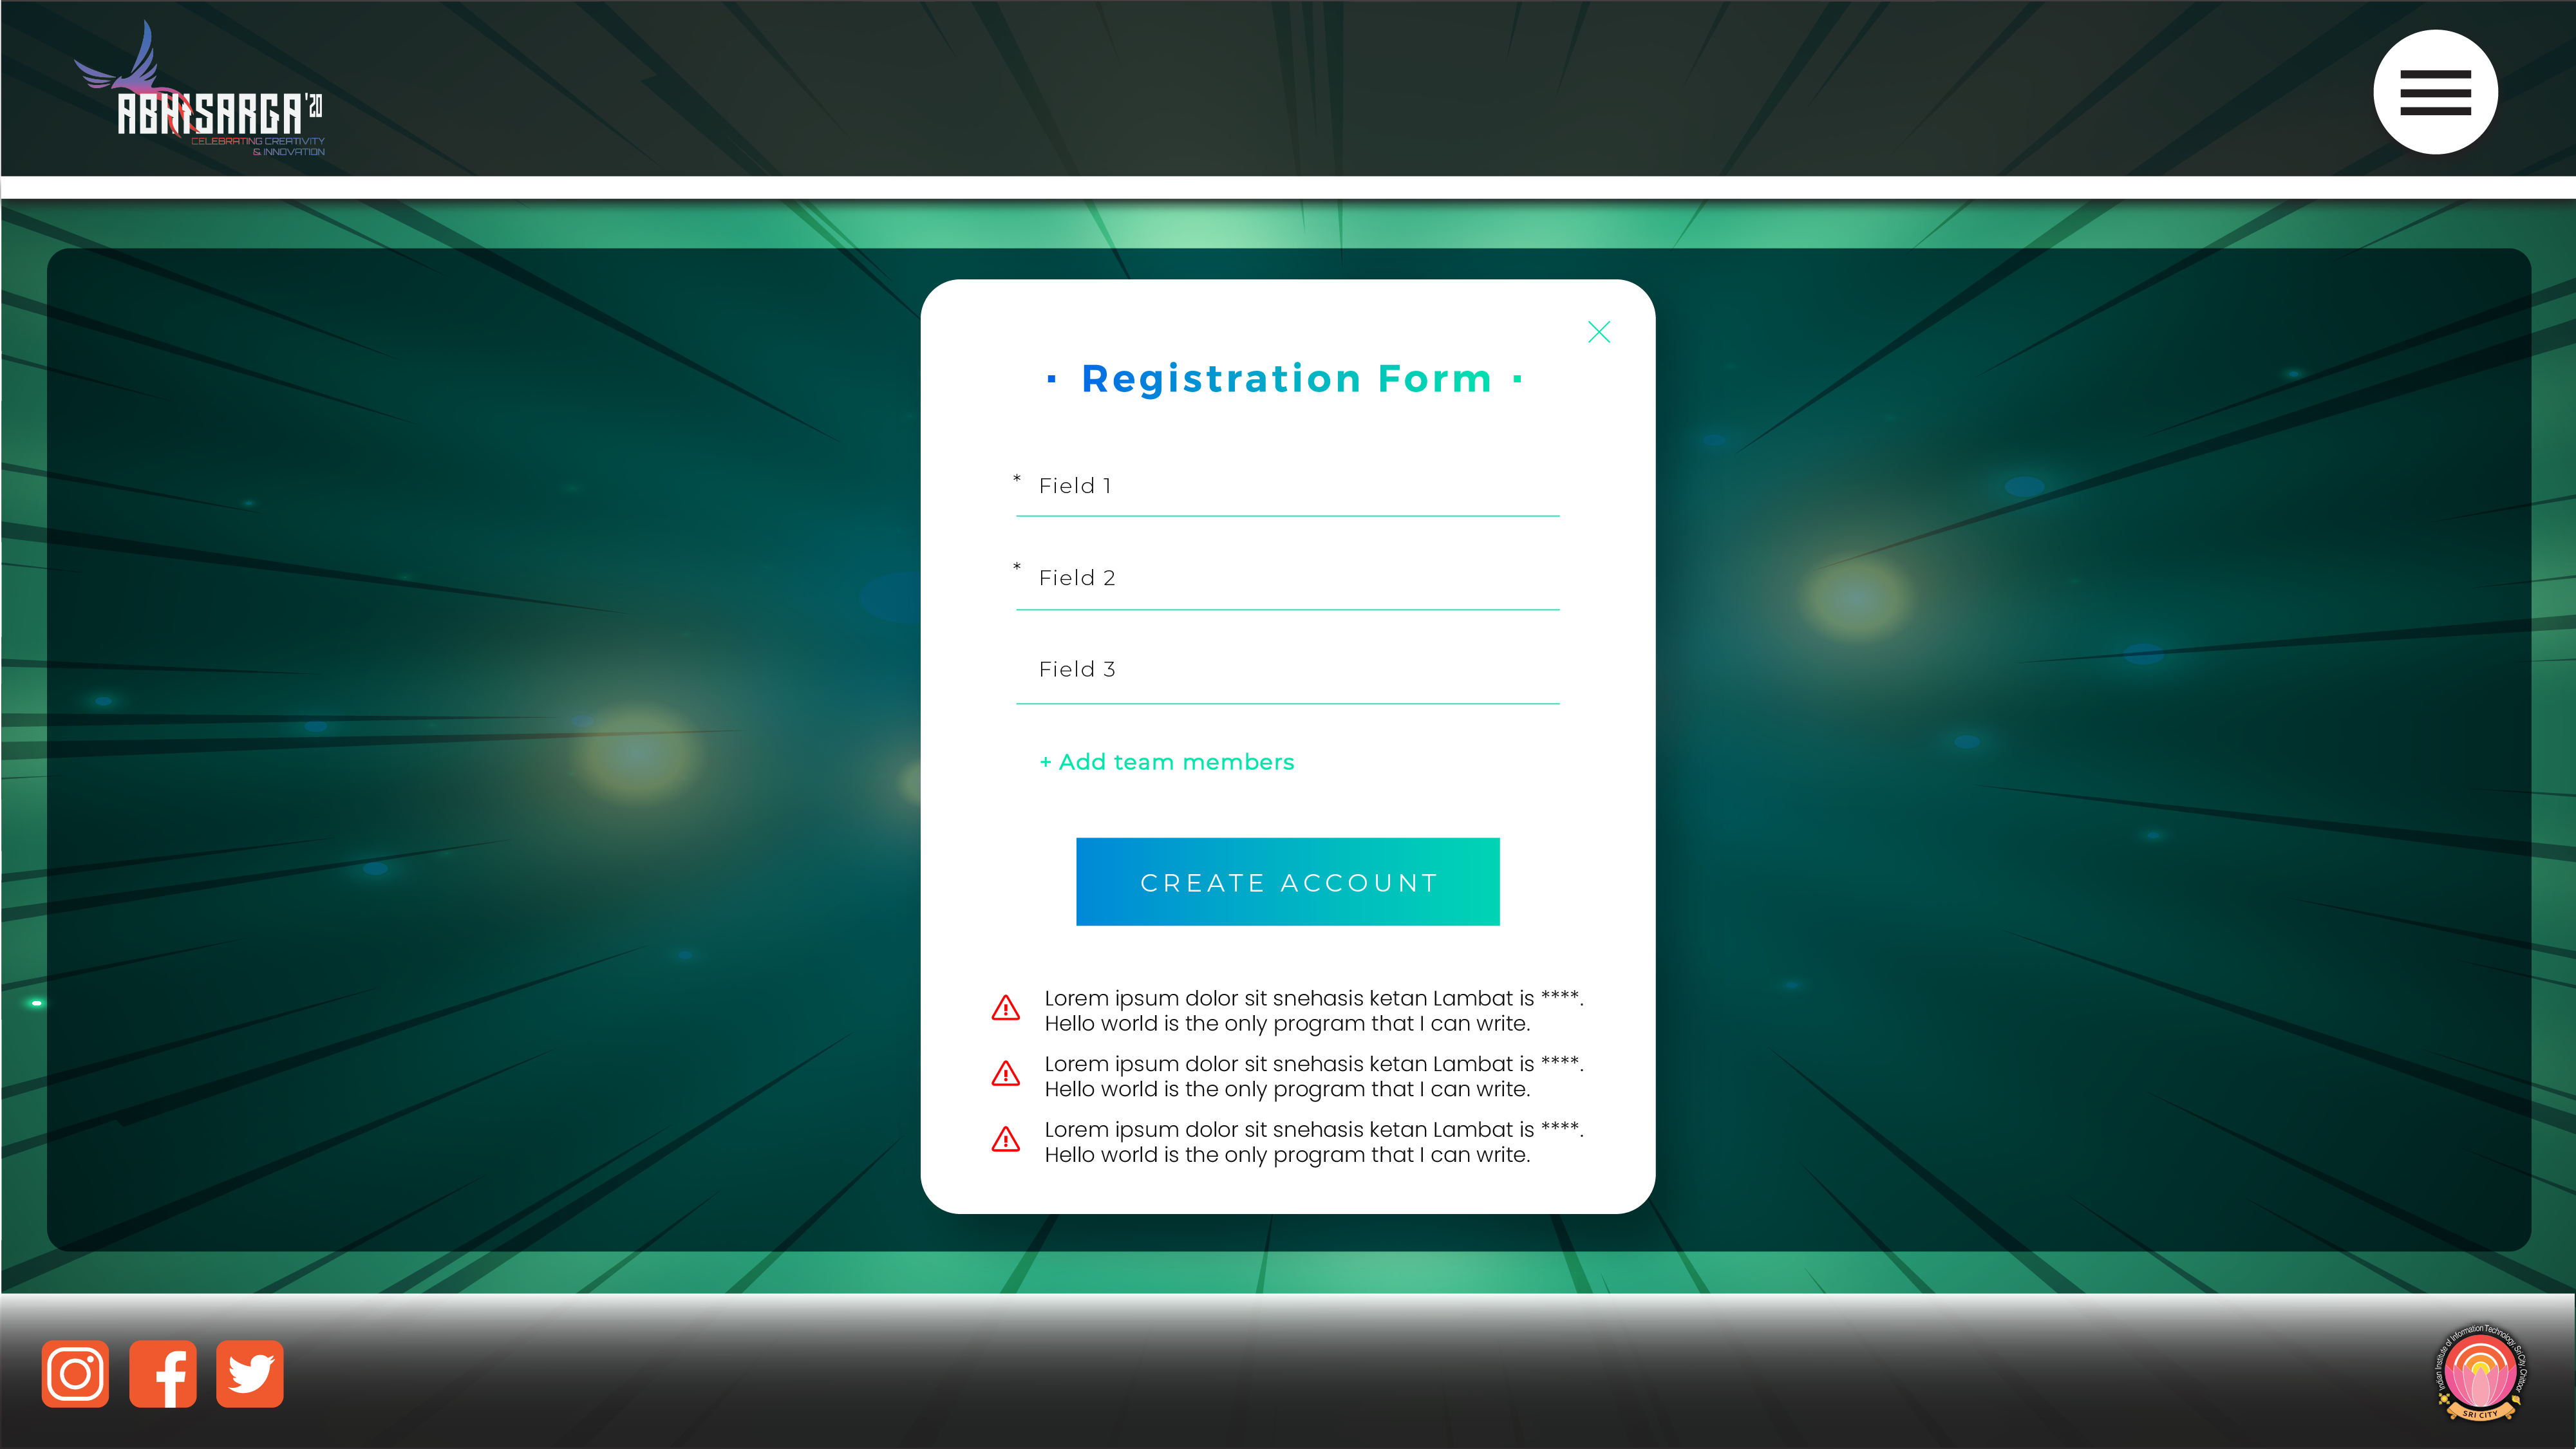 ABHISARGA'20
CELEBRATING CREATIVITY
& INNOVATION
· Registration Form ·
* Field 1
* Field 2
Field 3
+ Add team members
CREATE ACCOUNT
Lorem ipsum dolor sit snehasis ketan Lambat is ****.
Hello world is the only program that I can write.
Lorem ipsum dolor sit snehasis ketan Lambat is ****.
Hello world is the only program that I can write.
Lorem ipsum dolor sit snehasis ketan Lambat is ****.
Hello world is the only program that I can write.
Indian Institute of Information Technology, Sri City, Chittoor
SRI CITY